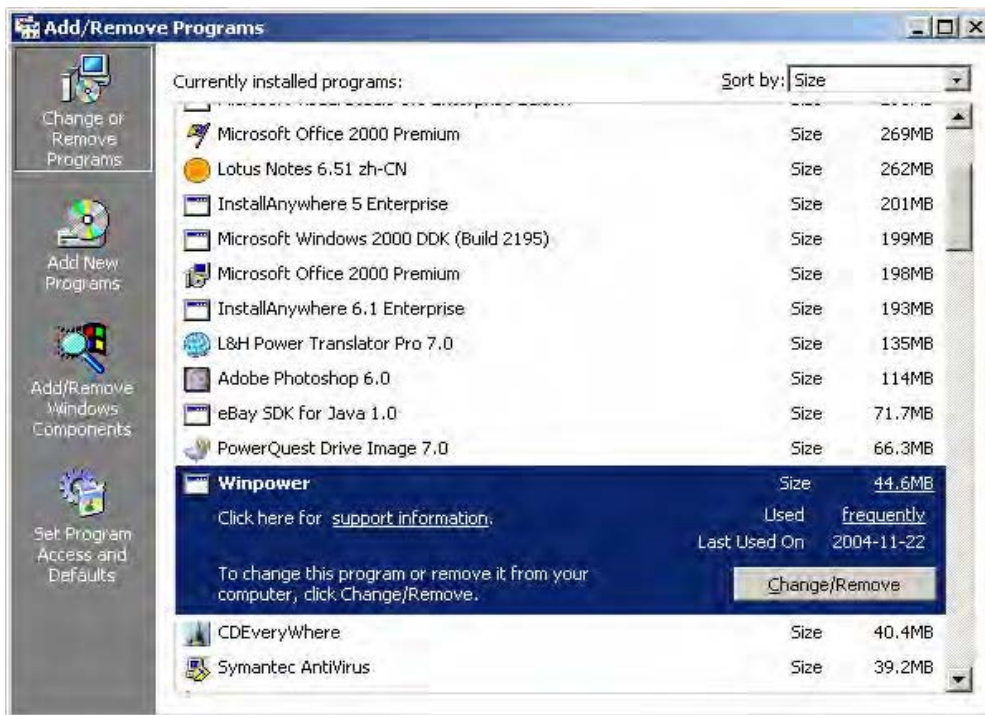 Add/Remove Programs
Change or
Remove
Programs
Add New
Programs
Add/Remove
Windows
Components
Set Program
Access and
Defaults
Currently installed programs:
Sort by: Size
Microsoft Office 2000 Premium Size 269MB
Lotus Notes 6.51 zh-CN Size 262MB
InstallAnywhere 5 Enterprise Size 201MB
Microsoft Windows 2000 DDK (Build 2195) Size 199MB
Microsoft Office 2000 Premium Size 198MB
InstallAnywhere 6.1 Enterprise Size 193MB
L&H Power Translator Pro 7.0 Size 135MB
Adobe Photoshop 6.0 Size 114MB
eBay SDK for Java 1.0 Size 71.7MB
PowerQuest Drive Image 7.0 Size 66.3MB
Winpower Size 44.6MB
Click here for support information. Used frequently
Last Used On 2004-11-22
To change this program or remove it from your
computer, click Change/Remove.
Change/Remove
CDEveryWhere Size 40.4MB
Symantec AntiVirus Size 39.2MB